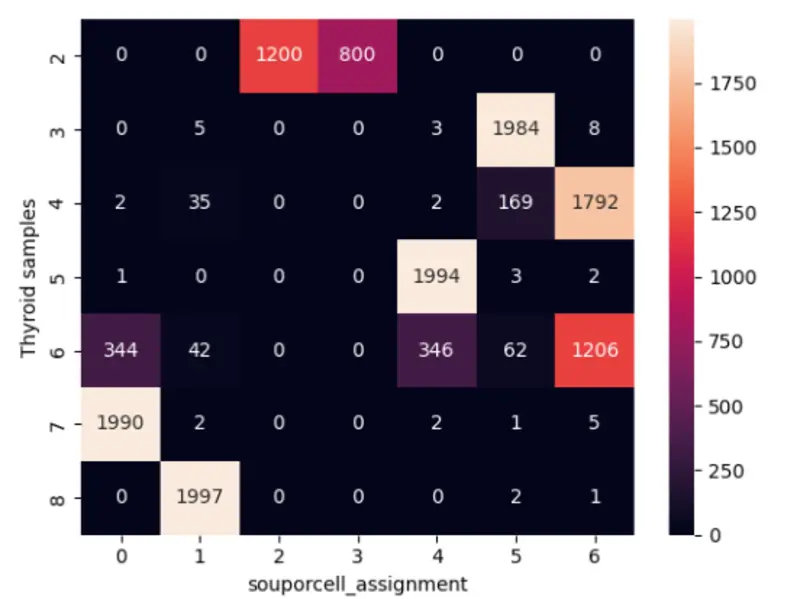 2 0 0 1200 800 0 0 0
3 0 5 0 0 3 1984 8
4 2 35 0 0 2 169 1792
5 1 0 0 0 1994 3 2
6 344 42 0 0 346 62 1206
7 1990 2 0 0 2 1 5
8 0 1997 0 0 0 2 1
0 1 2 3 4 5 6
souporcell_assignment
Thyroid samples
1750
1500
1250
1000
750
500
250
0